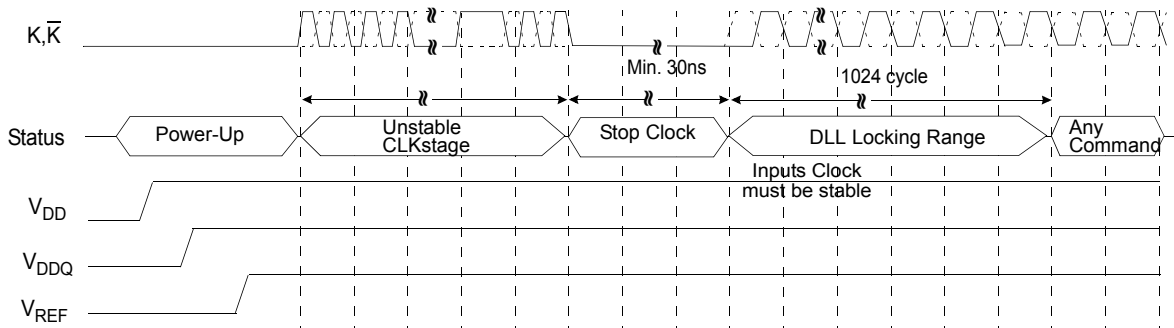 K,K̅
Min. 30ns
1024 cycle
Status
Power-Up
Unstable
CLKstage
Stop Clock
DLL Locking Range
Any
Command
Inputs Clock
must be stable
VDD
VDDQ
VREF